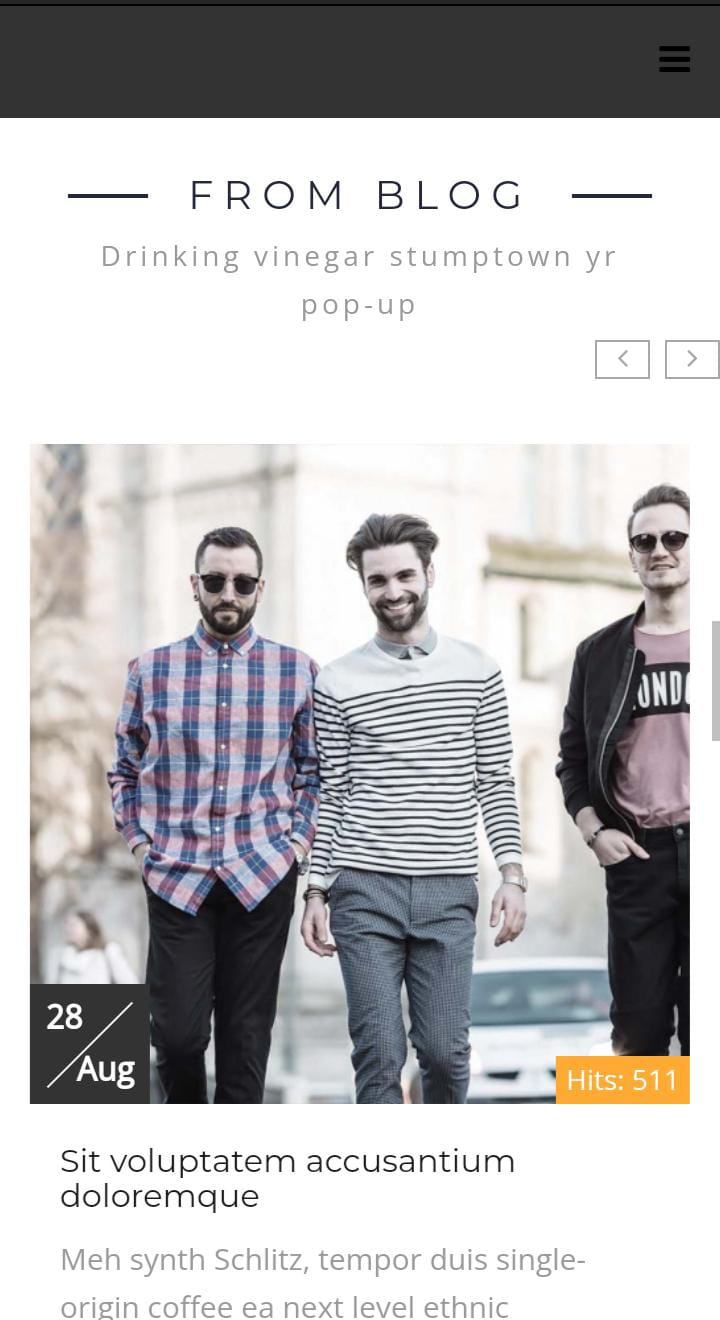 FROM BLOG
Drinking vinegar stumptown yr
pop-up
28
Aug
Hits: 511
Sit voluptatem accusantium
doloremque
Meh synth Schlitz, tempor duis single-
origin coffee ea next level ethnic